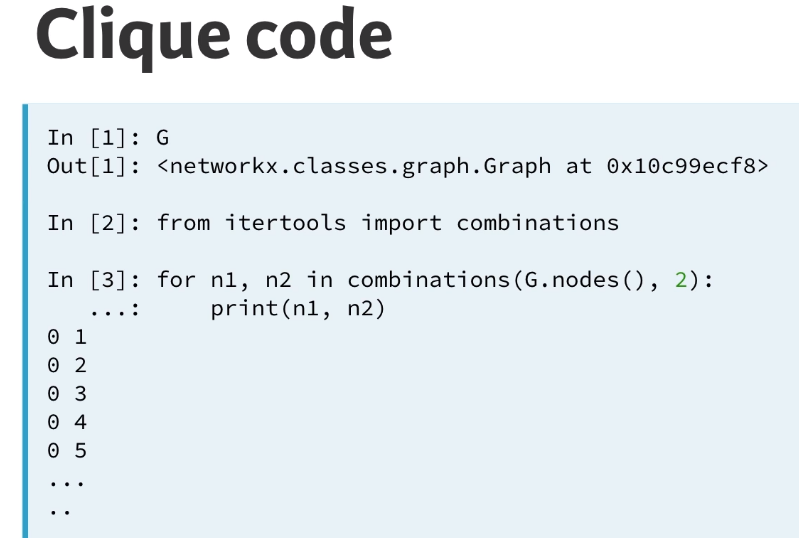 Clique code
In [1]: G
Out[1]: <networkx.classes.graph.Graph at 0x10c99ecf8>
In [2]: from itertools import combinations
In [3]: for n1, n2 in combinations(G.nodes(), 2):
   ...:     print(n1, n2)
0 1
0 2
0 3
0 4
0 5
...
..